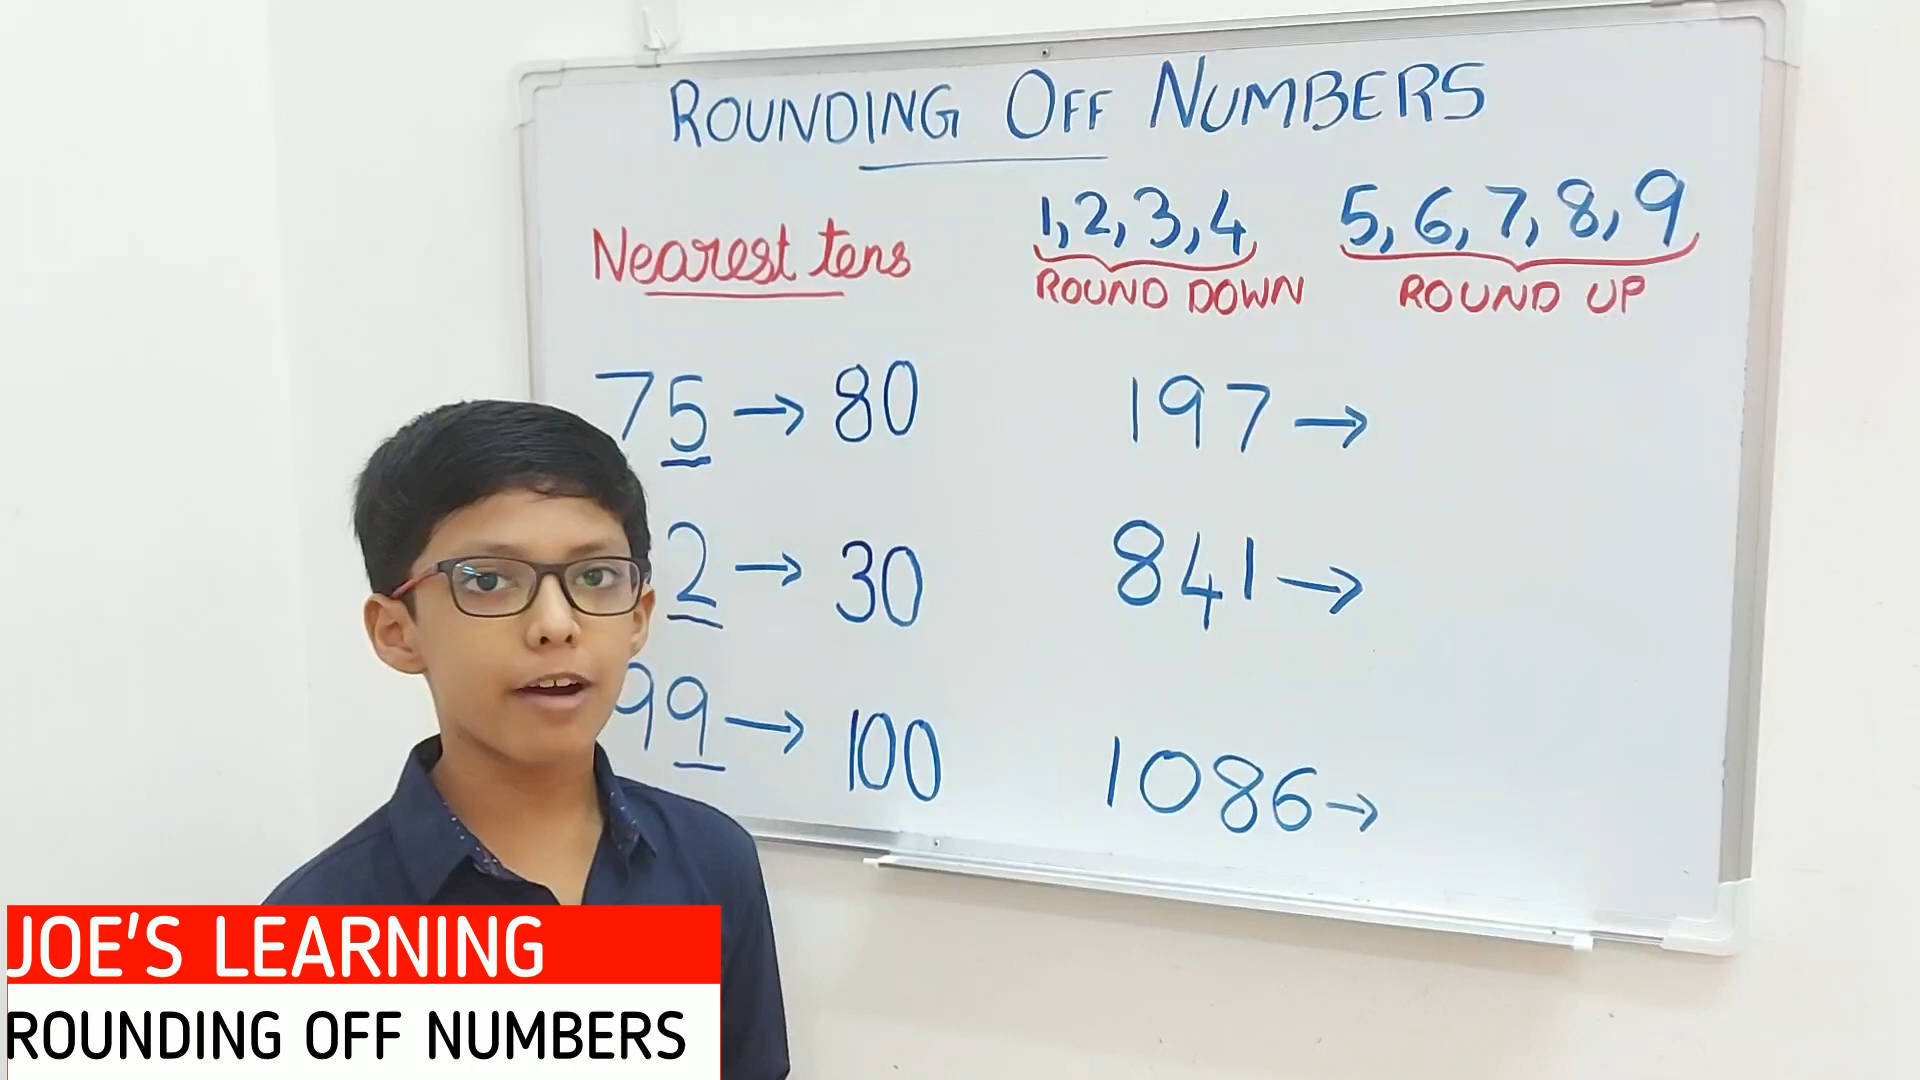 ROUNDING OFF NUMBERS
Nearest tens
1, 2, 3, 4
ROUND DOWN
5, 6, 7, 8, 9
ROUND UP
75 → 80
2 → 30
99 → 100
197 →
841 →
1086 →
JOE'S LEARNING
ROUNDING OFF NUMBERS